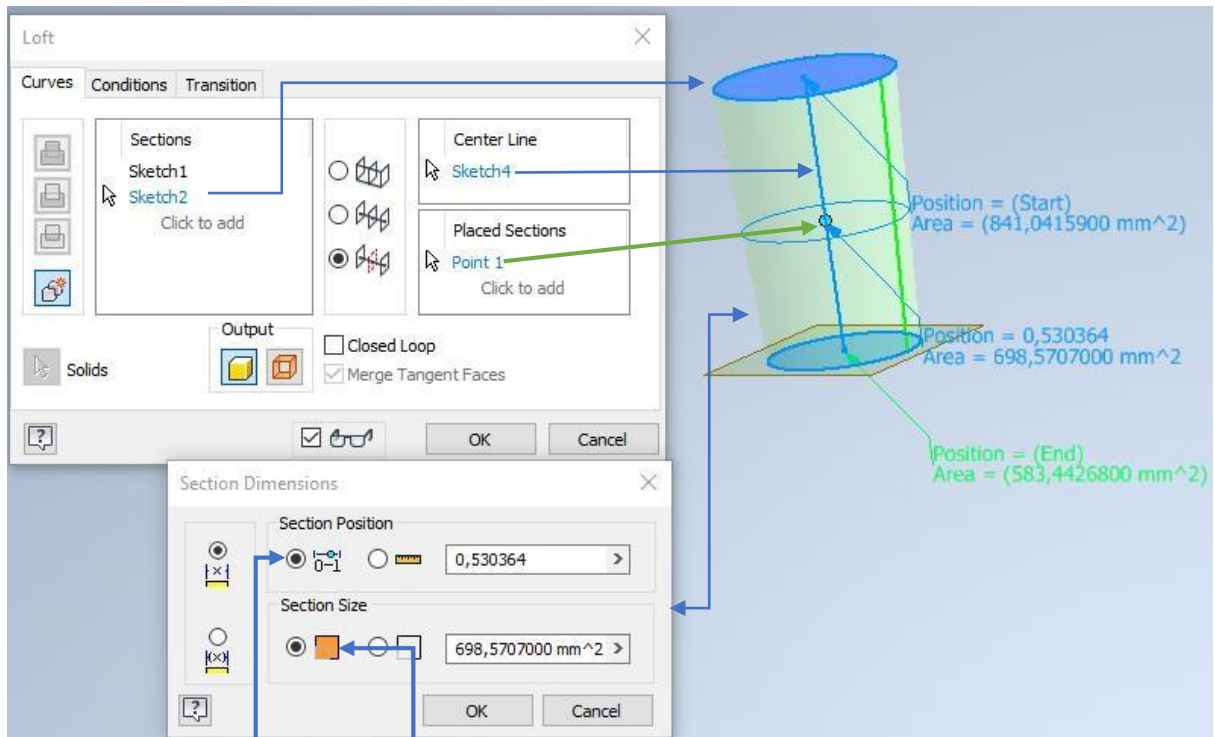 Loft
Curves Conditions Transition
Sections
Sketch1
Sketch2
Click to add
Center Line
Sketch4
Placed Sections
Point 1
Click to add
Solids
Output
Closed Loop
Merge Tangent Faces
?
OK Cancel
Position = (Start)
Area = (841,0415900 mm^2)
Position = 0,530364
Area = 698,5707000 mm^2
Position = (End)
Area = (583,4426800 mm^2)
Section Dimensions
Section Position
0-1
0,530364 >
Section Size
698,5707000 mm^2 >
?
OK Cancel